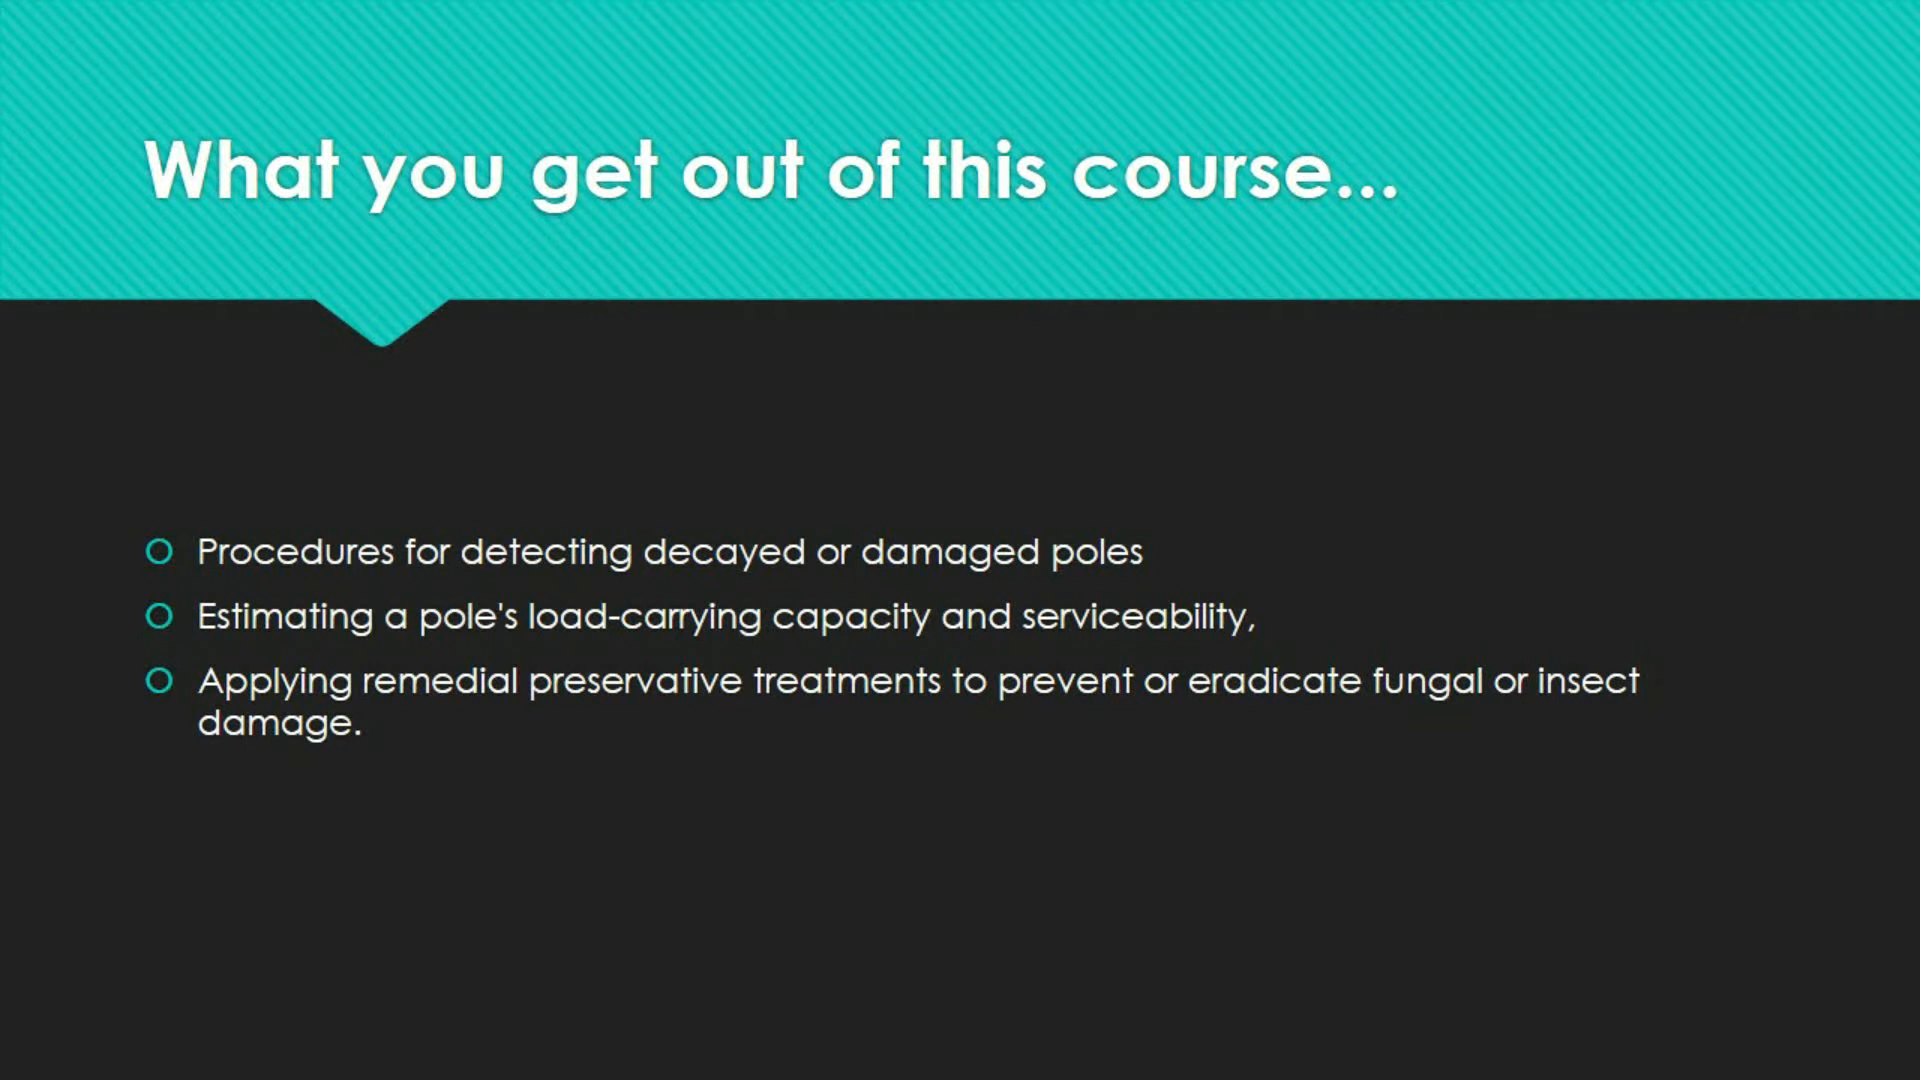 What you get out of this course...
Procedures for detecting decayed or damaged poles
Estimating a pole's load-carrying capacity and serviceability,
Applying remedial preservative treatments to prevent or eradicate fungal or insect
damage.